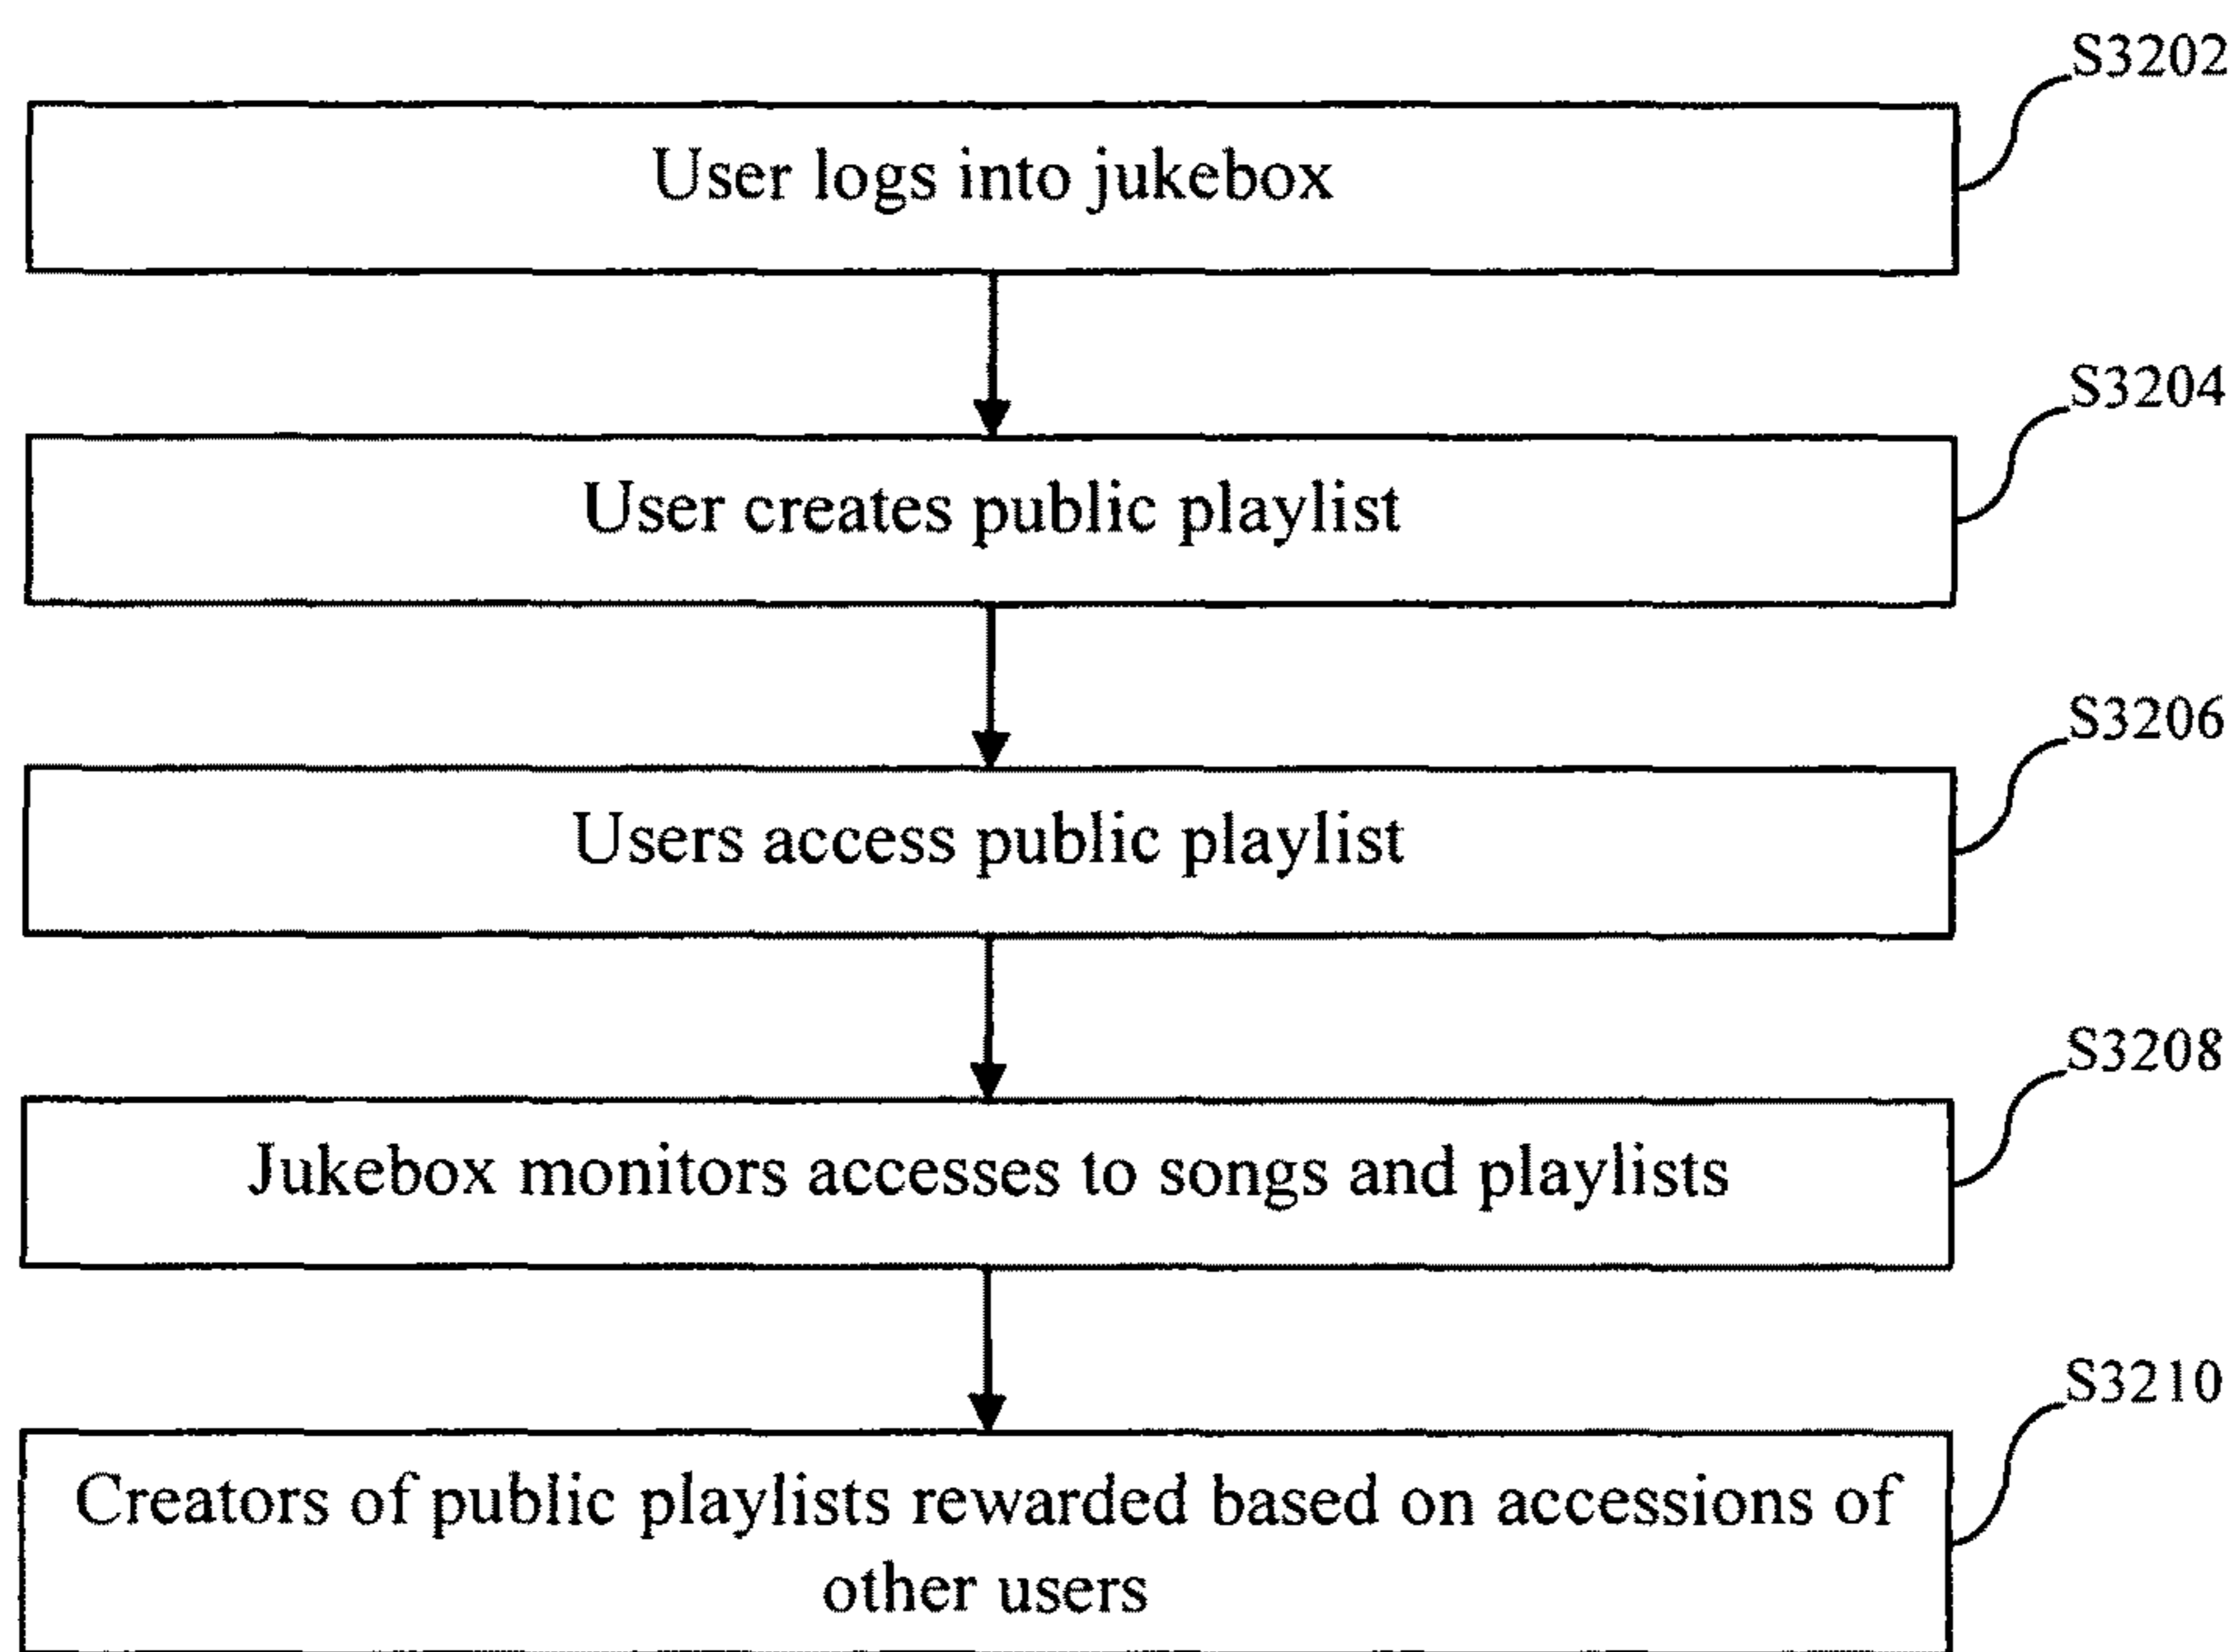 S3202
User logs into jukebox
S3204
User creates public playlist
S3206
Users access public playlist
S3208
Jukebox monitors accesses to songs and playlists
S3210
Creators of public playlists rewarded based on accessions of
other users